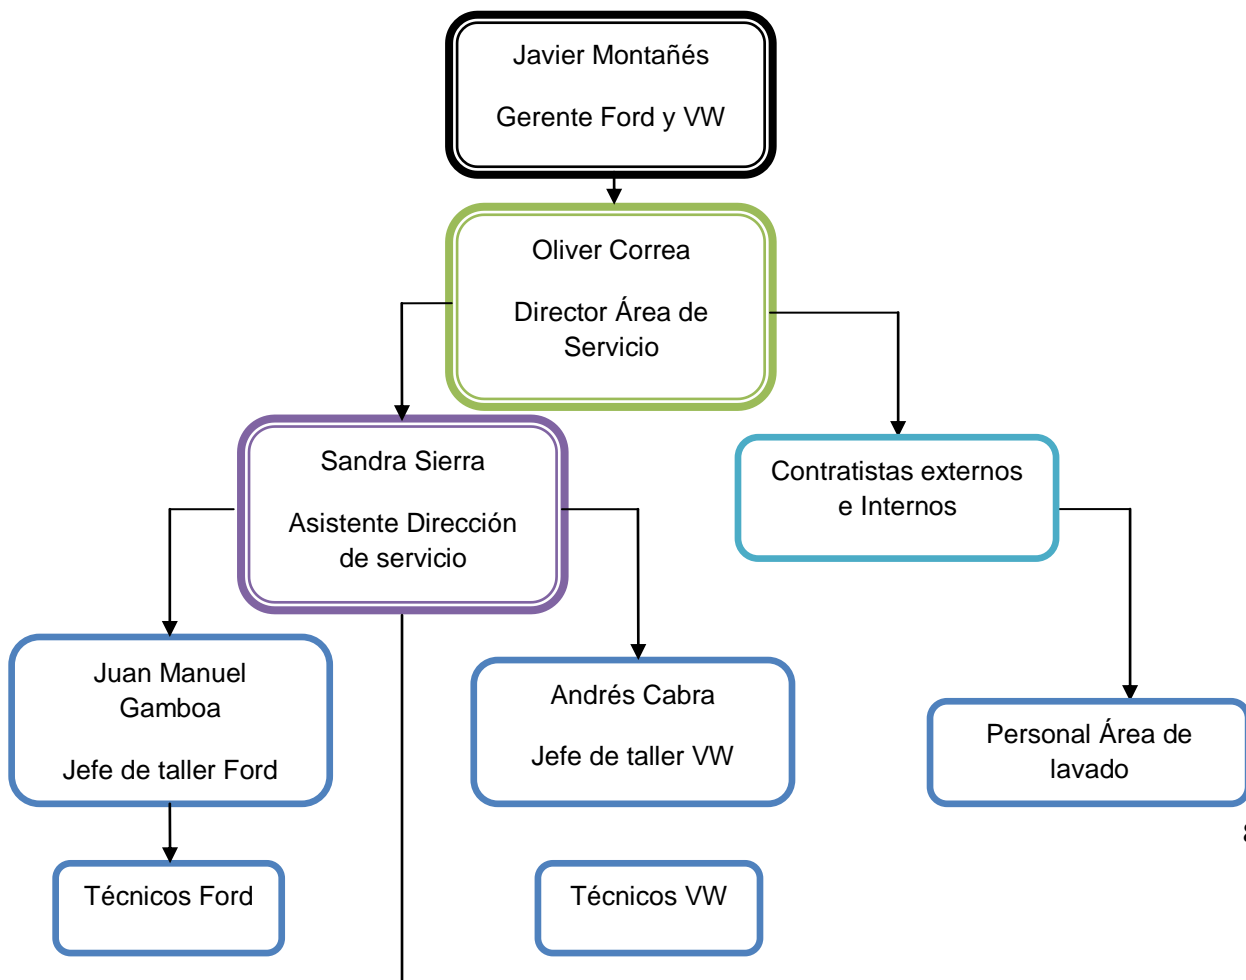 Javier Montañés
Gerente Ford y VW
Oliver Correa
Director Área de
Servicio
Sandra Sierra
Asistente Dirección
de servicio
Contratistas externos
e Internos
Juan Manuel
Gamboa
Jefe de taller Ford
Andrés Cabra
Jefe de taller VW
Personal Área de
lavado
Técnicos Ford
Técnicos VW